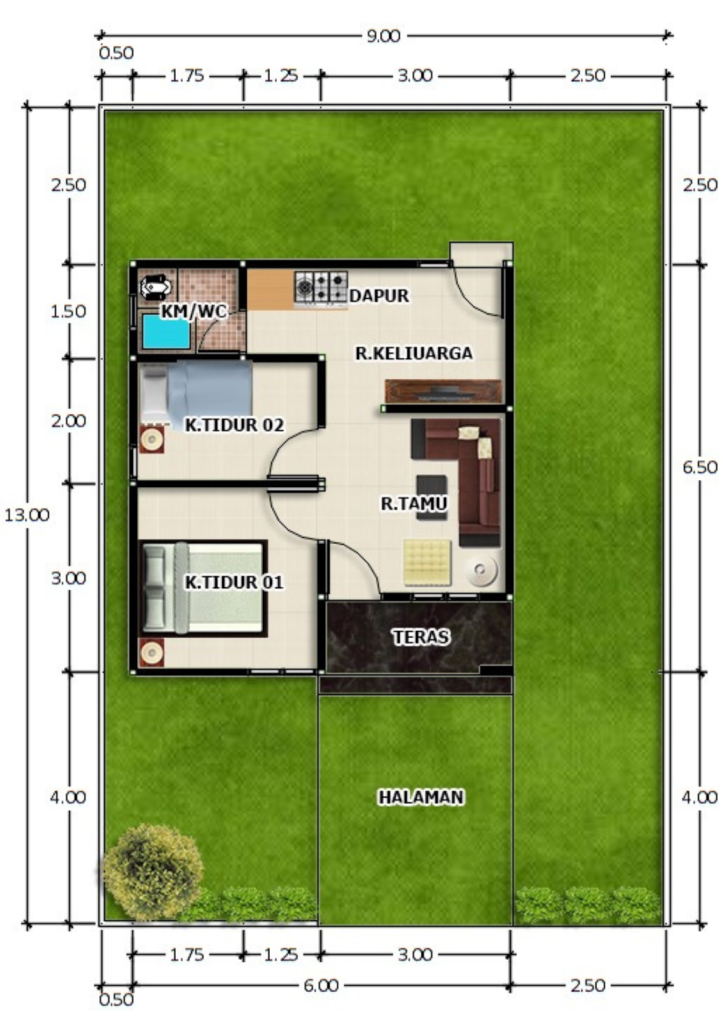 9.00
0.50
1.75 1.25 3.00 2.50
2.50 2.50
1.50
KM/WC
DAPUR
R.KELIUARGA
2.00
K.TIDUR 02
6.50
13.00
R.TAMU
3.00
K.TIDUR 01
TERAS
4.00 HALAMAN 4.00
1.75 1.25 3.00
0.50 6.00 2.50